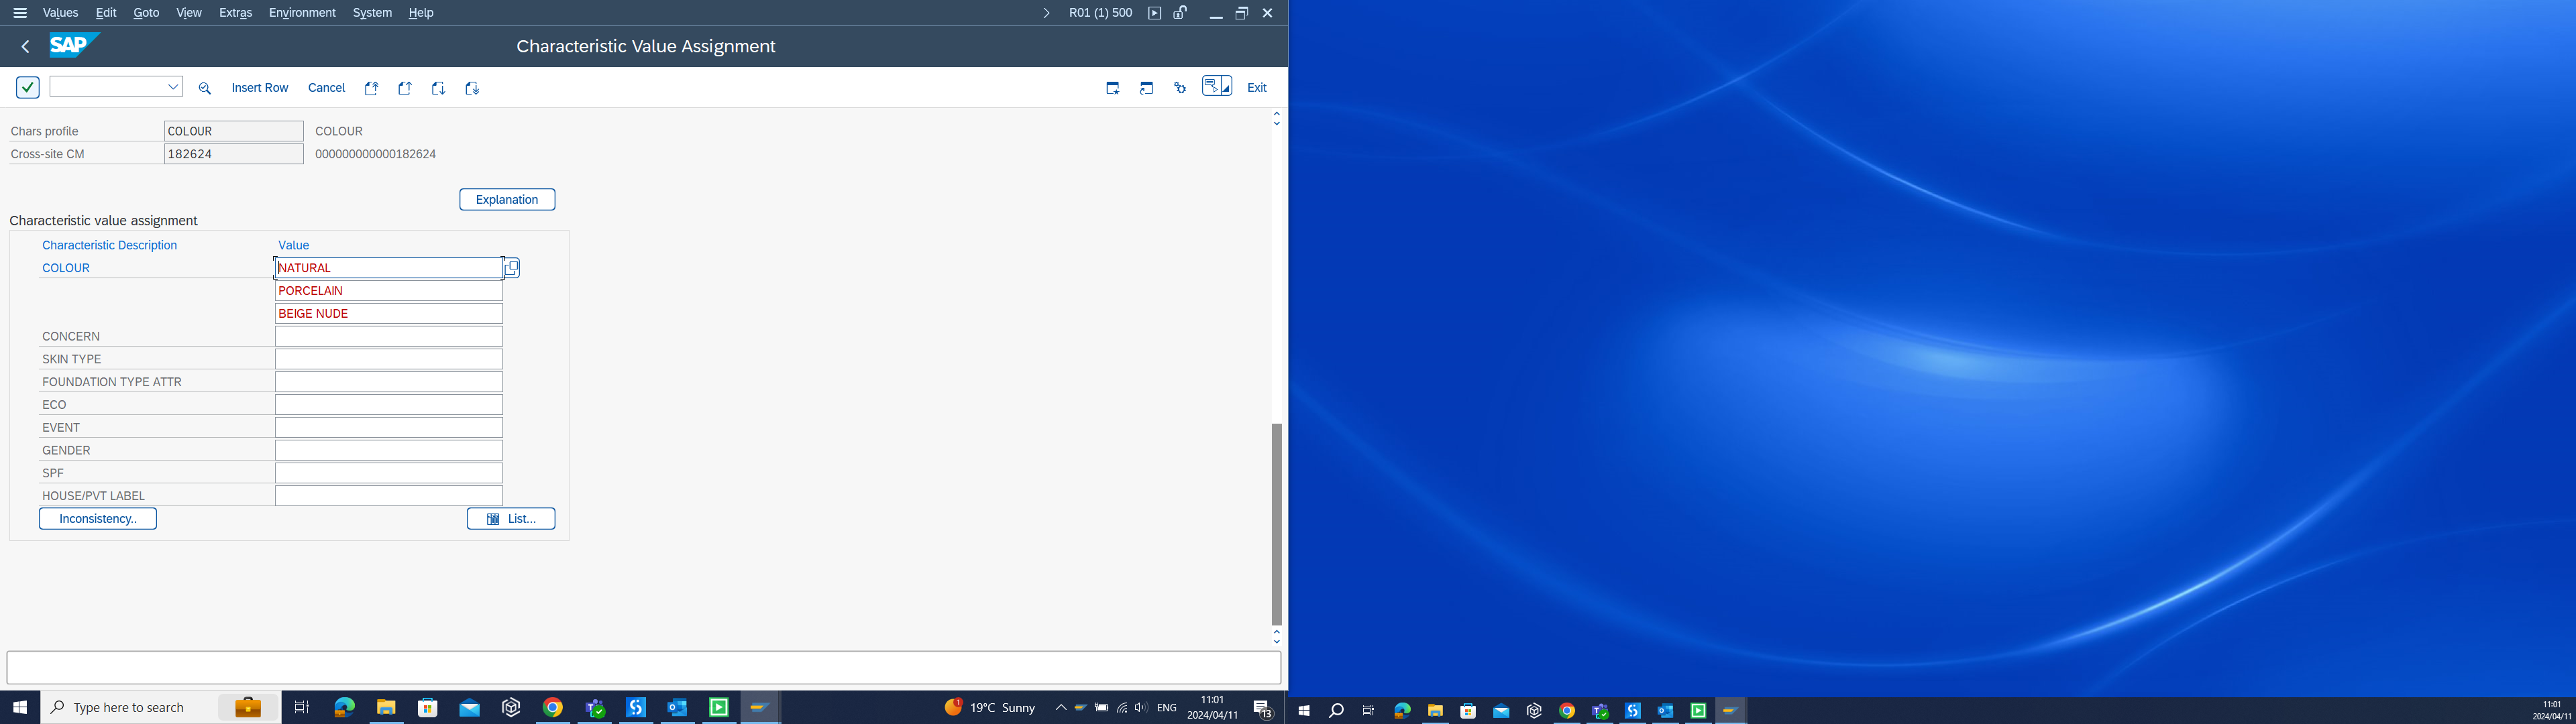 Values Edit Goto View Extras Environment System Help R01 (1) 500
SAP Characteristic Value Assignment
Insert Row Cancel Exit
Chars profile COLOUR COLOUR
Cross-site CM 182624 000000000000182624
Explanation
Characteristic value assignment
Characteristic Description Value
COLOUR NATURAL
PORCELAIN
BEIGE NUDE
CONCERN
SKIN TYPE
FOUNDATION TYPE ATTR
ECO
EVENT
GENDER
SPF
HOUSE/PVT LABEL
Inconsistency.. List...
Type here to search 1 19°C Sunny ENG 11:01 13 11:01
2024/04/11 2024/04/11